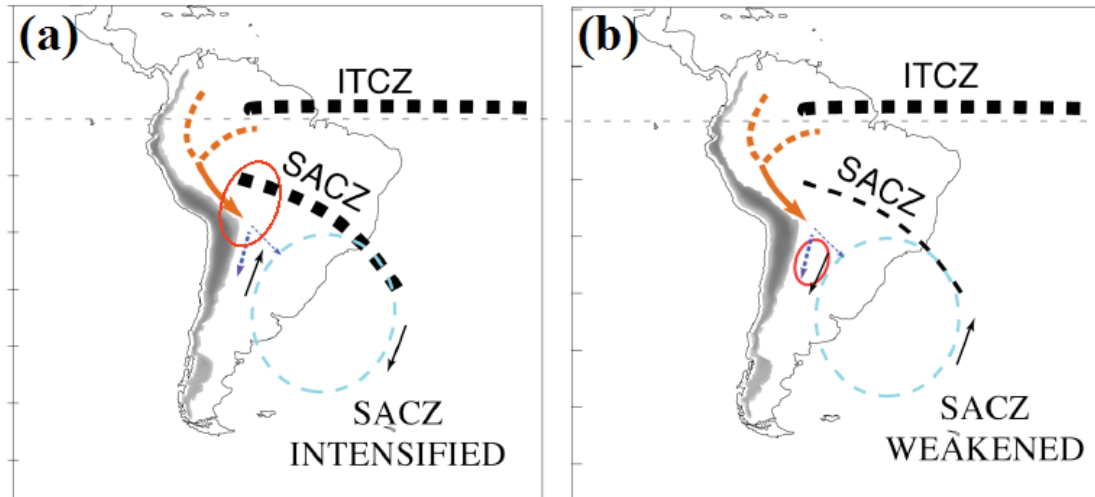 (a)
ITCZ
SACZ
SACZ
INTENSIFIED
(b)
ITCZ
SACZ
SACZ
WEAKENED